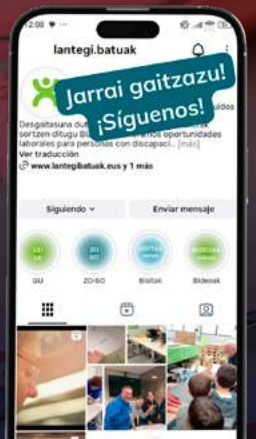 2:08
lantegi.batuak
Jarrai gaitzazu!
¡Síguenos!
Desgaitasuna
sortzen ditugu
oportunidades
laborales para personas con discapaci... [más]
Ver traducción
www.lantegibatuak.eus y 1 más
Siguiendo
Enviar mensaje
GU
ZO-SO
Bisitak
Bideoak